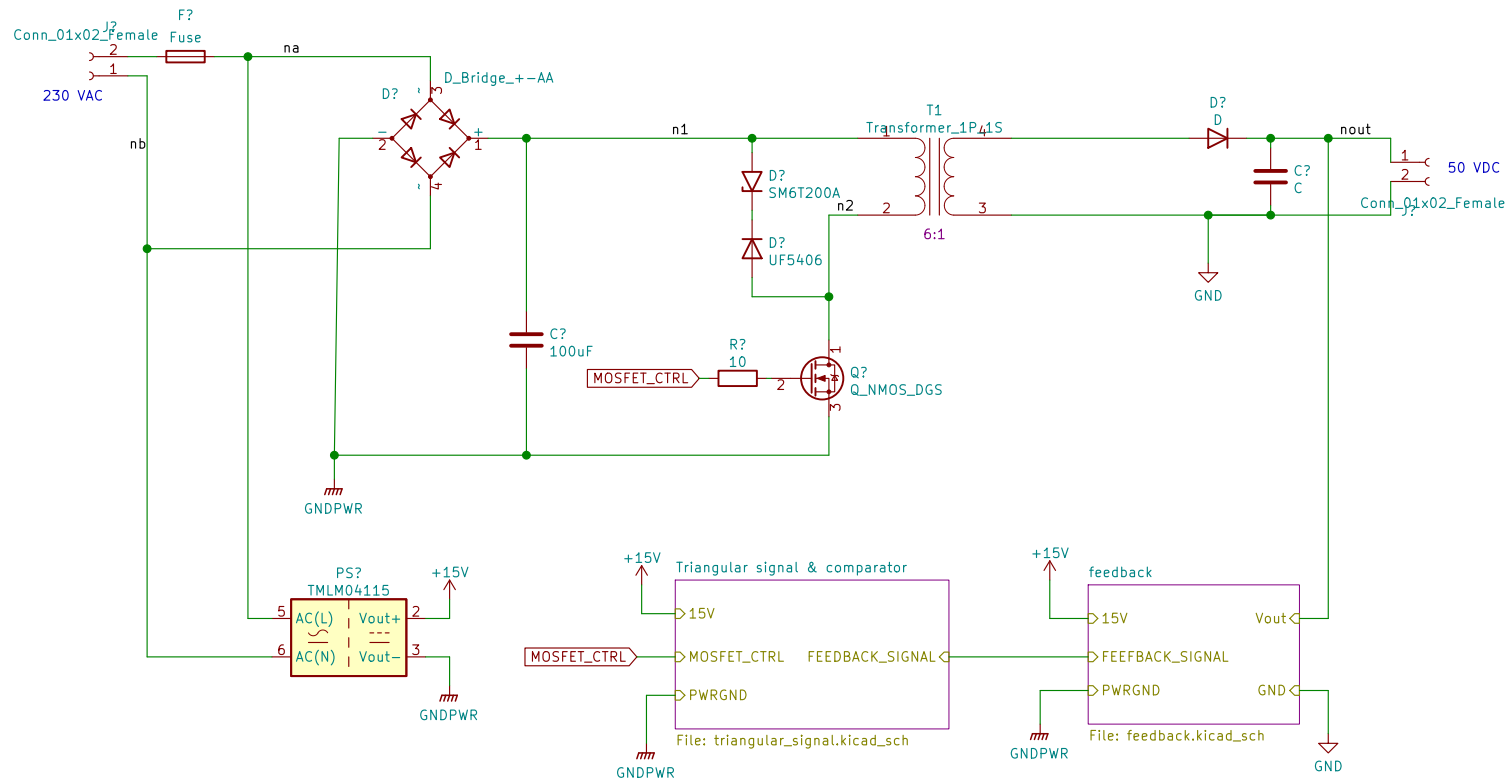 J?
Conn_01x02_Female
2
1
230 VAC
F?
Fuse
na
nb
D?
D_Bridge_+-AA
~
3
-
2
+
1
~
4
n1
D?
SM6T200A
D?
UF5406
n2
T1
Transformer_1P_1S
1
4
2
3
6:1
D?
D
nout
C?
C
1
2
50 VDC
Conn_01x02_Female
J?
GND
C?
100uF
MOSFET_CTRL
R?
10
2
1
3
Q?
Q_NMOS_DGS
GNDPWR
PS?
TMLM04115
5
AC(L)
Vout+
2
6
AC(N)
Vout-
3
+15V
GNDPWR
+15V
Triangular signal & comparator
15V
MOSFET_CTRL
MOSFET_CTRL
FEEDBACK_SIGNAL
PWRGND
File: triangular_signal.kicad_sch
GNDPWR
+15V
feedback
15V
Vout
FEEFBACK_SIGNAL
PWRGND
GND
File: feedback.kicad_sch
GNDPWR
GND